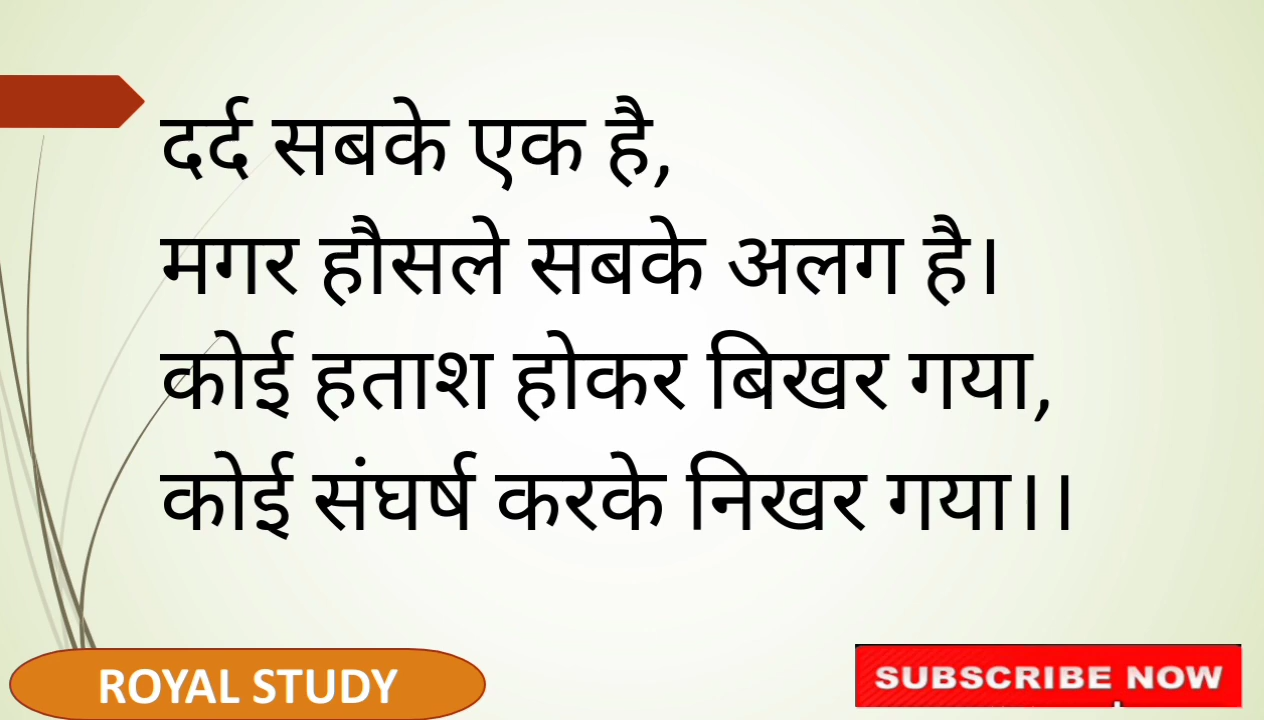 दर्द सबके एक है,
मगर हौसले सबके अलग है।
कोई हताश होकर बिखर गया,
कोई संघर्ष करके निखर गया।।
ROYAL STUDY
SUBSCRIBE NOW